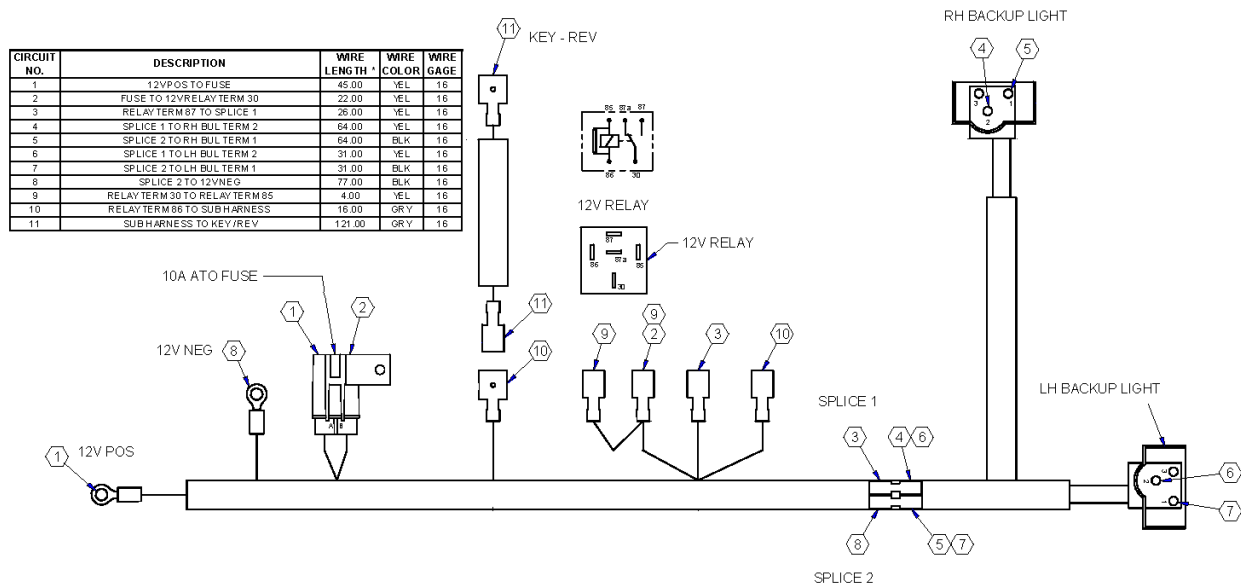 CIRCUIT NO. DESCRIPTION WIRE LENGTH * WIRE COLOR WIRE GAGE
1 12VPOS TO FUSE 45.00 YEL 16
2 FUSE TO 12VRELAY TERM 30 22.00 YEL 16
3 RELAY TERM 87 TO SPLICE 1 26.00 YEL 16
4 SPLICE 1 TO RH BUL TERM 2 64.00 YEL 16
5 SPLICE 2 TO RH BUL TERM 1 64.00 BLK 16
6 SPLICE 1 TO LH BUL TERM 2 31.00 YEL 16
7 SPLICE 2 TO LH BUL TERM 1 31.00 BLK 16
8 SPLICE 2 TO 12VNEG 77.00 BLK 16
9 RELAY TERM 30 TO RELAY TERM 85 4.00 YEL 16
10 RELAY TERM 86 TO SUB HARNESS 16.00 GRY 16
11 SUB HARNESS TO KEY/REV 121.00 GRY 16
11 KEY - REV
RH BACKUP LIGHT
4 5
3 1
2
87a 87
86 30
12V RELAY
87
86 87a 85
30
12V RELAY
10A ATO FUSE
1 2
A B
12V NEG 8
12V POS
1
11
10
9
9
2
3
10
SPLICE 1
3 4 6
8 5 7
SPLICE 2
LH BACKUP LIGHT
3
2
1
6
7